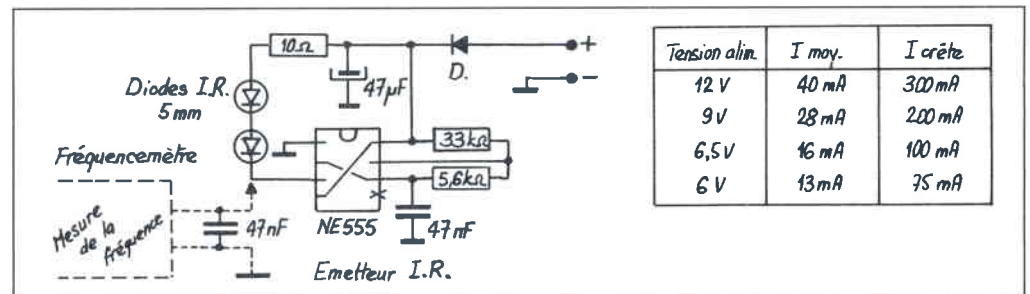 10Ω
+
D.
-
47µF
Diodes I.R.
5mm
33kΩ
Fréquencemètre
5,6kΩ
Mesure
de la
fréquence
47nF
NE555
47nF
Emetteur I.R.
Tension alim. I moy. I crête
12 V 40 mA 300 mA
9 V 28 mA 200 mA
6,5 V 16 mA 100 mA
6 V 13 mA 75 mA